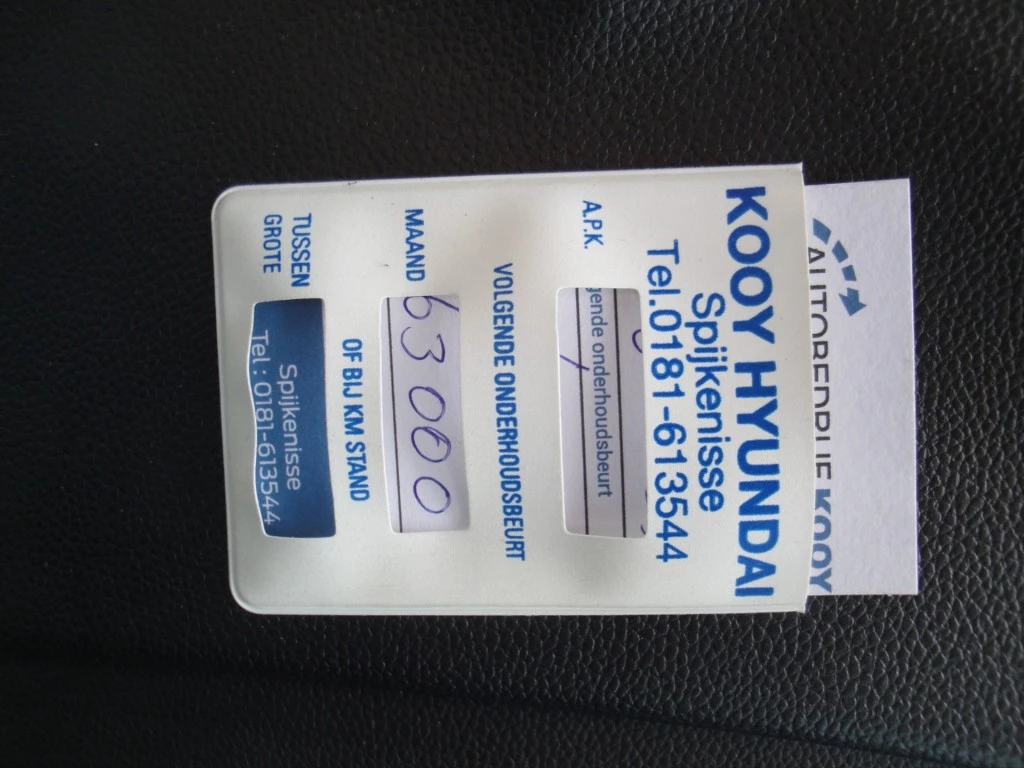 AUTOBEDRIJF KOOY
KOOY HYUNDAI
Spijkenisse
Tel.0181-613544
A.P.K.
gende onderhoudsbeurt
VOLGENDE ONDERHOUDSBEURT
MAAND
63000
OF BIJ KM STAND
TUSSEN
GROTE
Spijkenisse
Tel.: 0181-613544